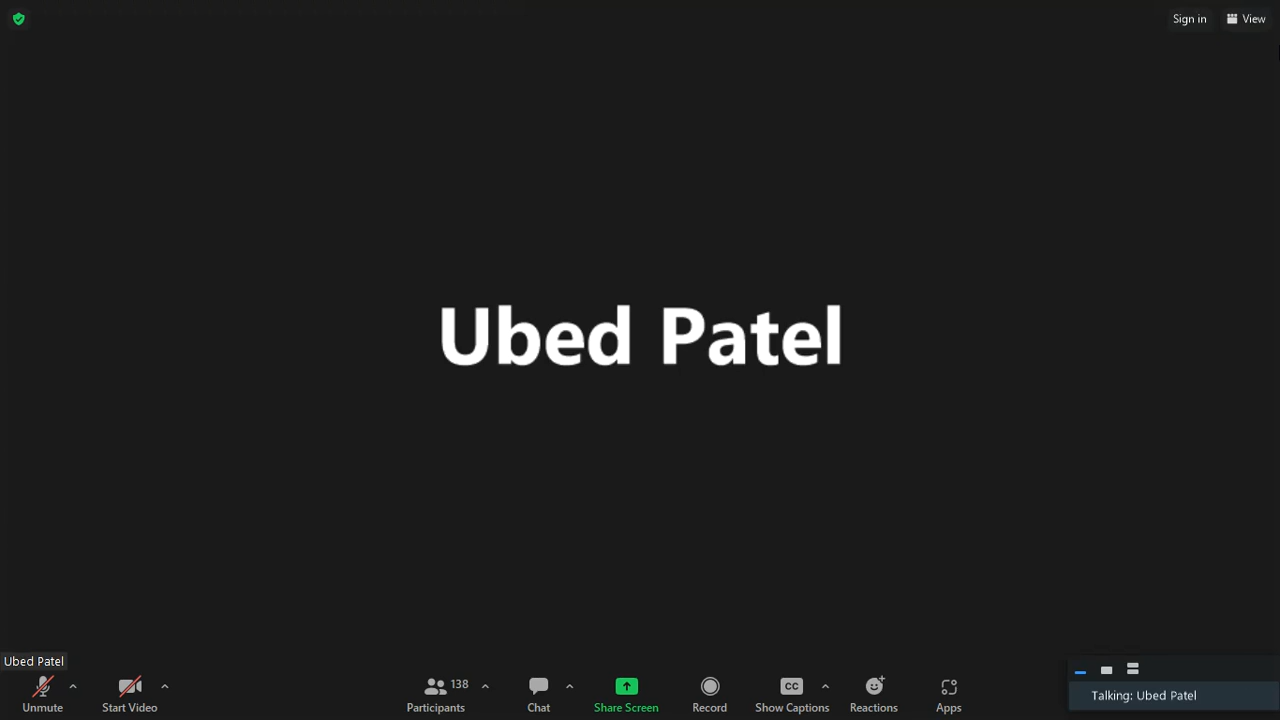 Sign in
View
Ubed Patel
Ubed Patel
Unmute
Start Video
138
Participants
Chat
Share Screen
Record
CC
Show Captions
Reactions
Apps
Talking: Ubed Patel